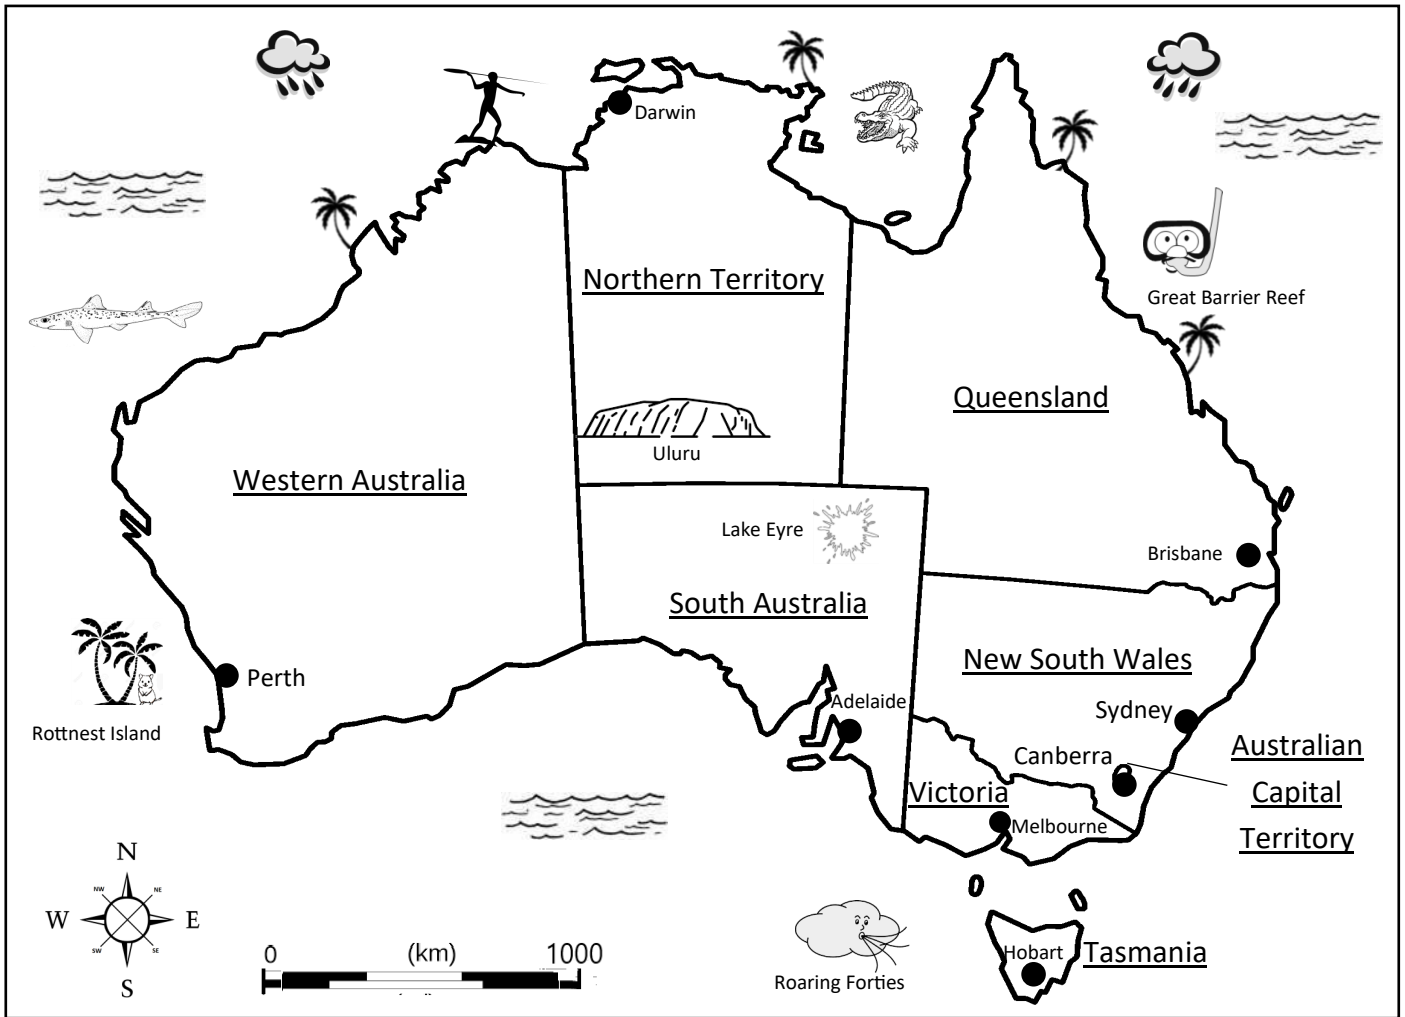 Darwin
Northern Territory
Great Barrier Reef
Queensland
Uluru
Western Australia
Lake Eyre
Brisbane
South Australia
New South Wales
Perth
Adelaide
Sydney
Rottnest Island
Australian
Capital
Territory
Canberra
Victoria
Melbourne
N
NW
NE
W
E
SW
SE
S
0 (km) 1000
Hobart
Tasmania
Roaring Forties